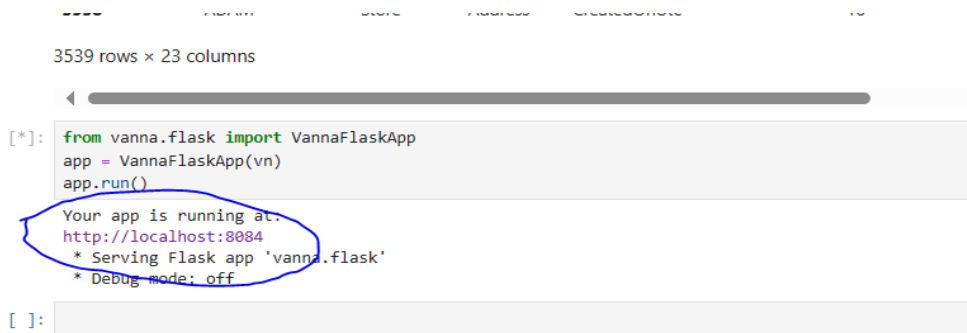 3539 rows × 23 columns
[*]: from vanna.flask import VannaFlaskApp
app = VannaFlaskApp(vn)
app.run()
Your app is running at:
http://localhost:8084
* Serving Flask app 'vanna.flask'
* Debug mode: off
[ ]: